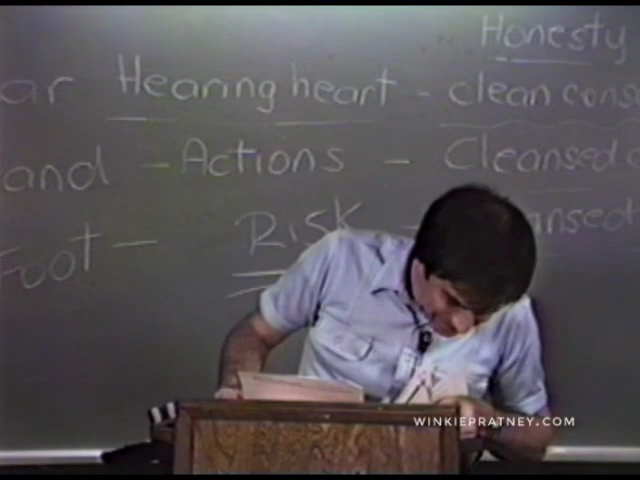 Honesty
ar Hearing heart - clean cons
and - Actions - Cleansed
Foot - Risk - ansed
WINKIEPRATNEY.COM